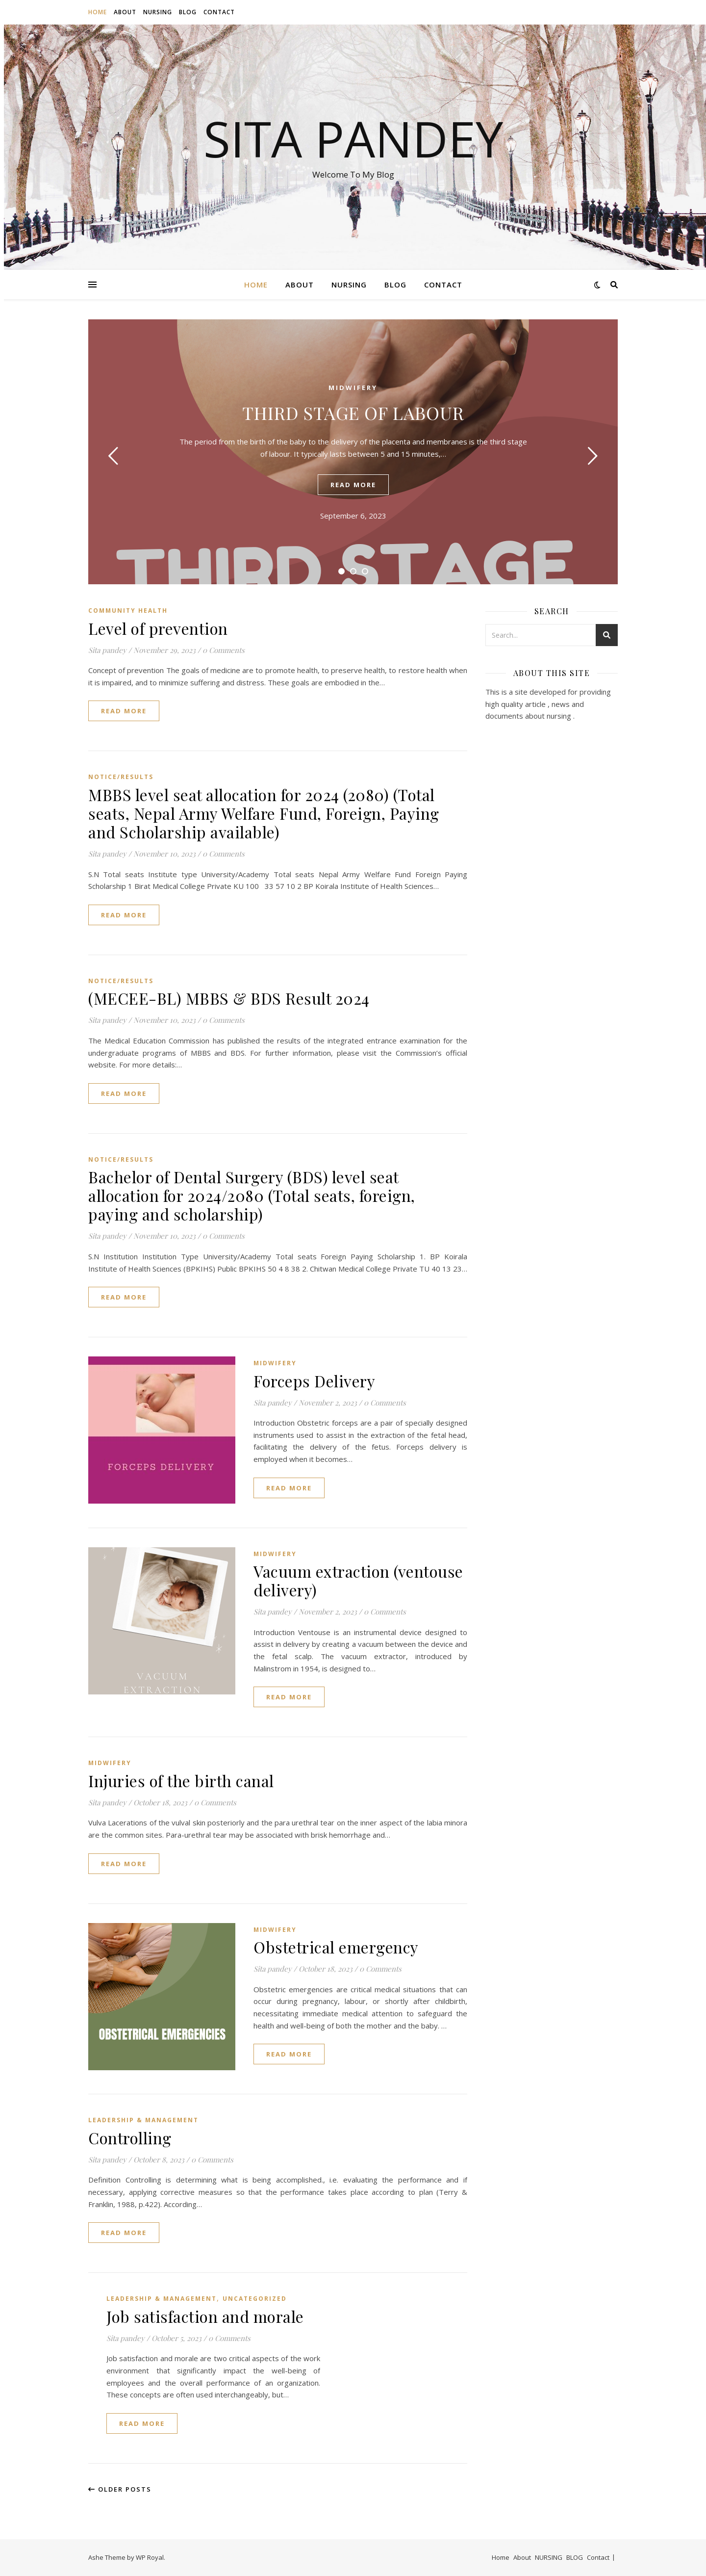 HOME ABOUT NURSING BLOG CONTACT
SITA PANDEY
Welcome To My Blog
HOME ABOUT NURSING BLOG CONTACT
MIDWIFERY
THIRD STAGE OF LABOUR
The period from the birth of the baby to the delivery of the placenta and membranes is the third stage
of labour. It typically lasts between 5 and 15 minutes,…
READ MORE
September 6, 2023
THIRD STAGE
COMMUNITY HEALTH
Level of prevention
Sita pandey / November 29, 2023 / 0 Comments
Concept of prevention The goals of medicine are to promote health, to preserve health, to restore health when
it is impaired, and to minimize suffering and distress. These goals are embodied in the…
READ MORE
SEARCH
Search...
ABOUT THIS SITE
This is a site developed for providing
high quality article , news and
documents about nursing .
NOTICE/RESULTS
MBBS level seat allocation for 2024 (2080) (Total
seats, Nepal Army Welfare Fund, Foreign, Paying
and Scholarship available)
Sita pandey / November 10, 2023 / 0 Comments
S.N Total seats Institute type University/Academy Total seats Nepal Army Welfare Fund Foreign Paying
Scholarship 1 Birat Medical College Private KU 100   33 57 10 2 BP Koirala Institute of Health Sciences…
READ MORE
NOTICE/RESULTS
(MECEE-BL) MBBS & BDS Result 2024
Sita pandey / November 10, 2023 / 0 Comments
The Medical Education Commission has published the results of the integrated entrance examination for the
undergraduate programs of MBBS and BDS. For further information, please visit the Commission's official
website. For more details:…
READ MORE
NOTICE/RESULTS
Bachelor of Dental Surgery (BDS) level seat
allocation for 2024/2080 (Total seats, foreign,
paying and scholarship)
Sita pandey / November 10, 2023 / 0 Comments
S.N Institution Institution Type University/Academy Total seats Foreign Paying Scholarship 1. BP Koirala
Institute of Health Sciences (BPKIHS) Public BPKIHS 50 4 8 38 2. Chitwan Medical College Private TU 40 13 23…
READ MORE
FORCEPS DELIVERY
MIDWIFERY
Forceps Delivery
Sita pandey / November 2, 2023 / 0 Comments
Introduction Obstetric forceps are a pair of specially designed
instruments used to assist in the extraction of the fetal head,
facilitating the delivery of the fetus. Forceps delivery is
employed when it becomes…
READ MORE
VACUUM
EXTRACTION
MIDWIFERY
Vacuum extraction (ventouse
delivery)
Sita pandey / November 2, 2023 / 0 Comments
Introduction Ventouse is an instrumental device designed to
assist in delivery by creating a vacuum between the device and
the fetal scalp. The vacuum extractor, introduced by
Malinstrom in 1954, is designed to…
READ MORE
MIDWIFERY
Injuries of the birth canal
Sita pandey / October 18, 2023 / 0 Comments
Vulva Lacerations of the vulval skin posteriorly and the para urethral tear on the inner aspect of the labia minora
are the common sites. Para-urethral tear may be associated with brisk hemorrhage and…
READ MORE
OBSTETRICAL EMERGENCIES
MIDWIFERY
Obstetrical emergency
Sita pandey / October 18, 2023 / 0 Comments
Obstetric emergencies are critical medical situations that can
occur during pregnancy, labour, or shortly after childbirth,
necessitating immediate medical attention to safeguard the
health and well-being of both the mother and the baby. …
READ MORE
LEADERSHIP & MANAGEMENT
Controlling
Sita pandey / October 8, 2023 / 0 Comments
Definition Controlling is determining what is being accomplished., i.e. evaluating the performance and if
necessary, applying corrective measures so that the performance takes place according to plan (Terry &
Franklin, 1988, p.422). According…
READ MORE
LEADERSHIP & MANAGEMENT, UNCATEGORIZED
Job satisfaction and morale
Sita pandey / October 5, 2023 / 0 Comments
Job satisfaction and morale are two critical aspects of the work
environment that significantly impact the well-being of
employees and the overall performance of an organization.
These concepts are often used interchangeably, but…
READ MORE
← OLDER POSTS
Ashe Theme by WP Royal.
Home About NURSING BLOG Contact |